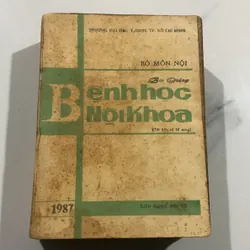 TRƯỜNG ĐẠI HỌC Y DƯỢC TP. HỒ CHÍ MINH
BỘ MÔN NỘI
Bài Giảng
Bệnh học
Nội khoa
1987